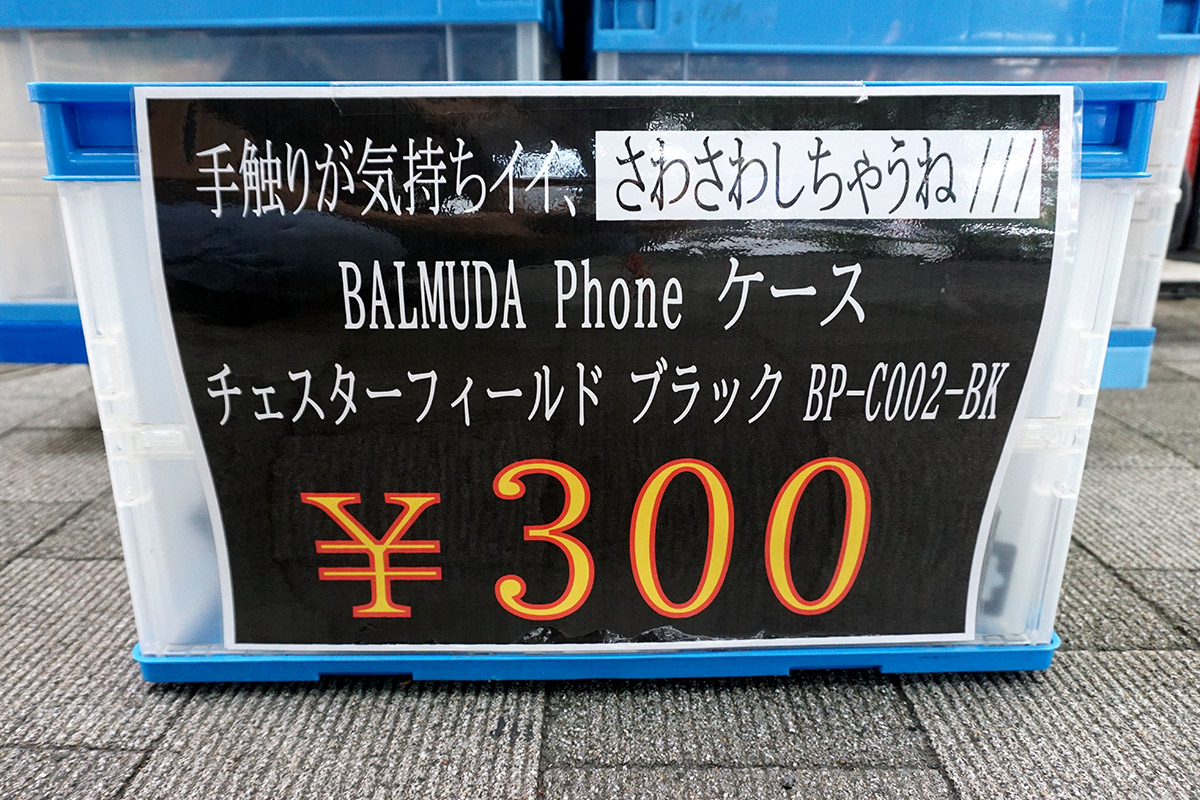 手触りが気持ちイイ、さわさわしちゃうね///
BALMUDA Phone ケース
チェスターフィールド ブラック BP-C002-BK
¥300